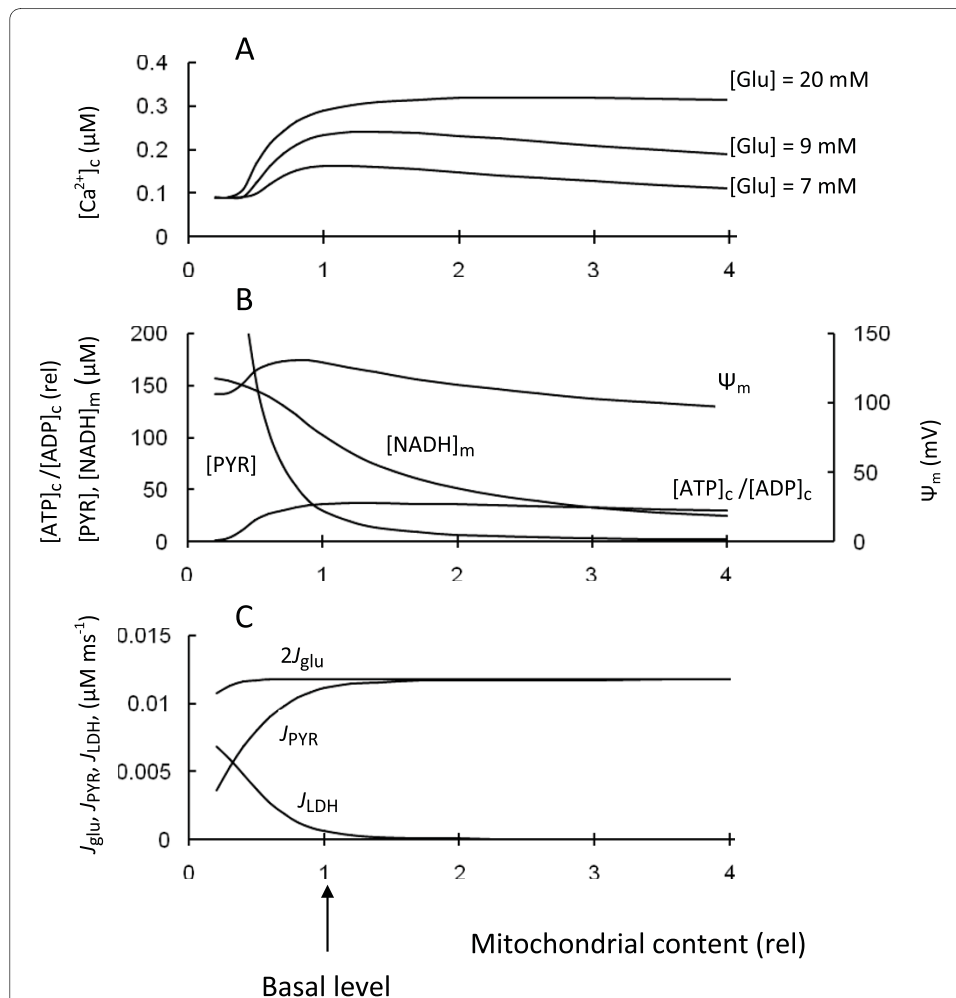 A
0.4
0.3
0.2
0.1
0
[Ca²⁺]c (µM)
[Glu] = 20 mM
[Glu] = 9 mM
[Glu] = 7 mM
0 1 2 3 4
B
200
150
100
50
0
[ATP]c /[ADP]c (rel)
[PYR], [NADH]m (µM)
150
100
50
0
Ψm (mV)
Ψm
[NADH]m
[PYR]
[ATP]c /[ADP]c
0 1 2 3 4
C
0.015
0.01
0.005
0
Jglu, JPYR, JLDH, (µM ms⁻¹)
2Jglu
JPYR
JLDH
0 1 2 3 4
Mitochondrial content (rel)
Basal level